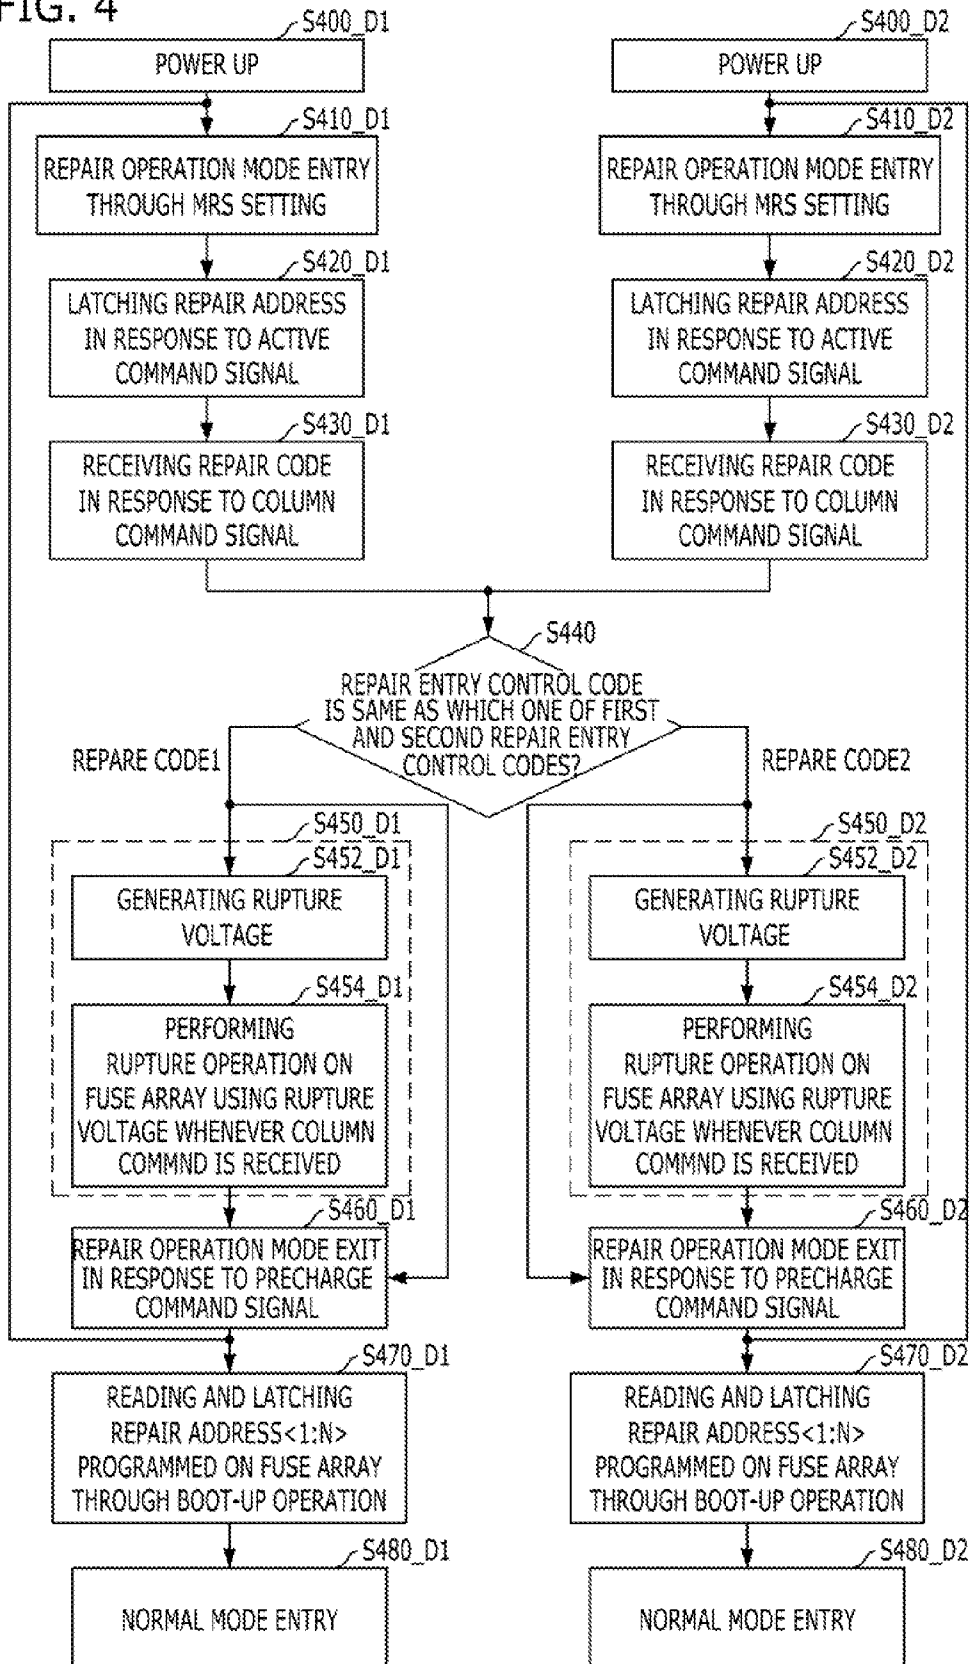 FIG. 4
S400_D1
POWER UP
S410_D1
REPAIR OPERATION MODE ENTRY
THROUGH MRS SETTING
S420_D1
LATCHING REPAIR ADDRESS
IN RESPONSE TO ACTIVE
COMMAND SIGNAL
S430_D1
RECEIVING REPAIR CODE
IN RESPONSE TO COLUMN
COMMAND SIGNAL
S400_D2
POWER UP
S410_D2
REPAIR OPERATION MODE ENTRY
THROUGH MRS SETTING
S420_D2
LATCHING REPAIR ADDRESS
IN RESPONSE TO ACTIVE
COMMAND SIGNAL
S430_D2
RECEIVING REPAIR CODE
IN RESPONSE TO COLUMN
COMMAND SIGNAL
S440
REPAIR ENTRY CONTROL CODE
IS SAME AS WHICH ONE OF FIRST
AND SECOND REPAIR ENTRY
CONTROL CODES?
REPARE CODE1
S450_D1
S452_D1
GENERATING RUPTURE
VOLTAGE
S454_D1
PERFORMING
RUPTURE OPERATION ON
FUSE ARRAY USING RUPTURE
VOLTAGE WHENEVER COLUMN
COMMND IS RECEIVED
S460_D1
REPAIR OPERATION MODE EXIT
IN RESPONSE TO PRECHARGE
COMMAND SIGNAL
S470_D1
READING AND LATCHING
REPAIR ADDRESS<1:N>
PROGRAMMED ON FUSE ARRAY
THROUGH BOOT-UP OPERATION
S480_D1
NORMAL MODE ENTRY
REPARE CODE2
S450_D2
S452_D2
GENERATING RUPTURE
VOLTAGE
S454_D2
PERFORMING
RUPTURE OPERATION ON
FUSE ARRAY USING RUPTURE
VOLTAGE WHENEVER COLUMN
COMMND IS RECEIVED
S460_D2
REPAIR OPERATION MODE EXIT
IN RESPONSE TO PRECHARGE
COMMAND SIGNAL
S470_D2
READING AND LATCHING
REPAIR ADDRESS<1:N>
PROGRAMMED ON FUSE ARRAY
THROUGH BOOT-UP OPERATION
S480_D2
NORMAL MODE ENTRY